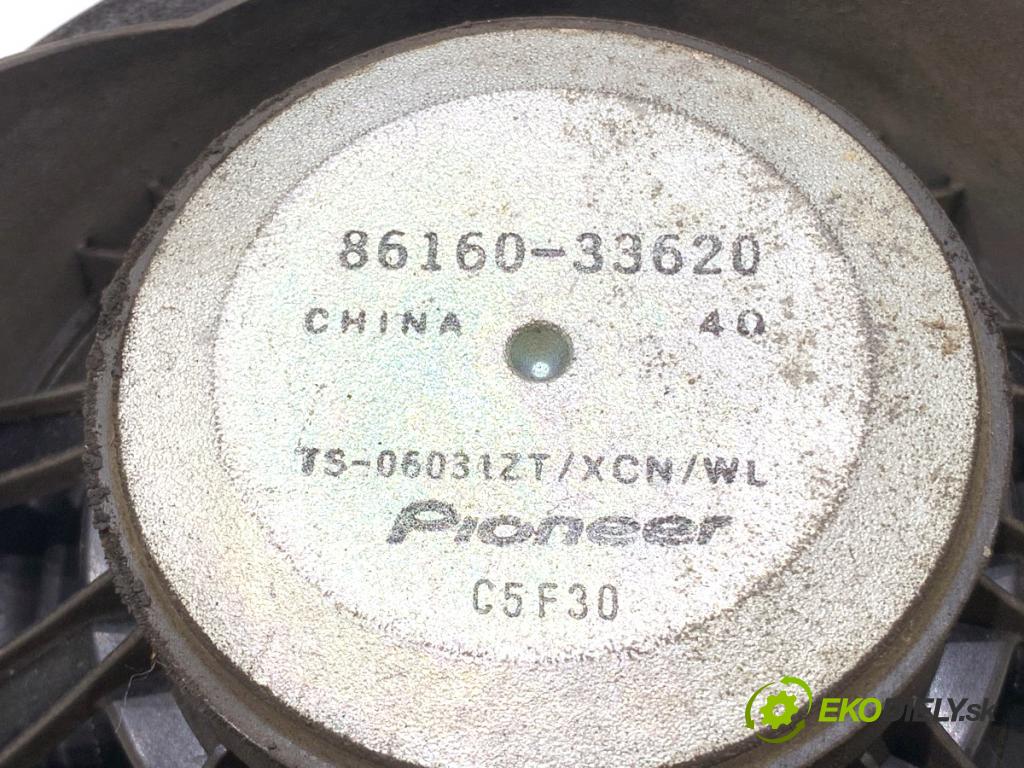 86160-33620
CHINA 4Ω
TS-06031ZT/XCN/WL
Pioneer
C5F30
EKODIELY.sk